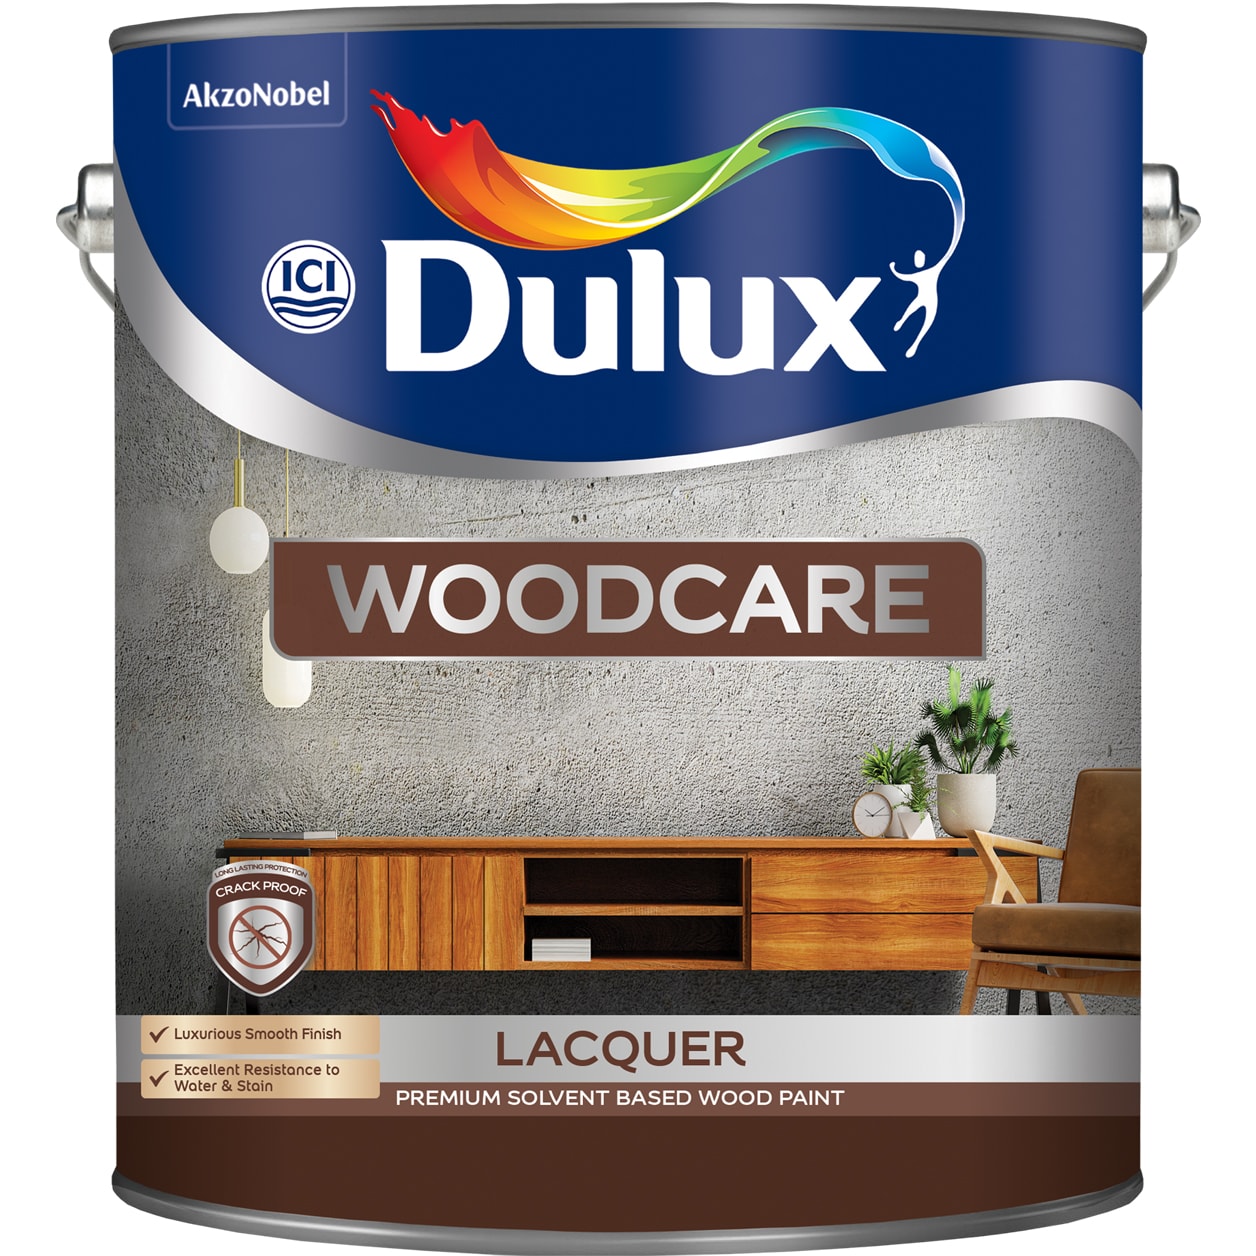 AkzoNobel
ICI
Dulux
WOODCARE
LONG LASTING PROTECTION
CRACK PROOF
Luxurious Smooth Finish
Excellent Resistance to
Water & Stain
LACQUER
PREMIUM SOLVENT BASED WOOD PAINT